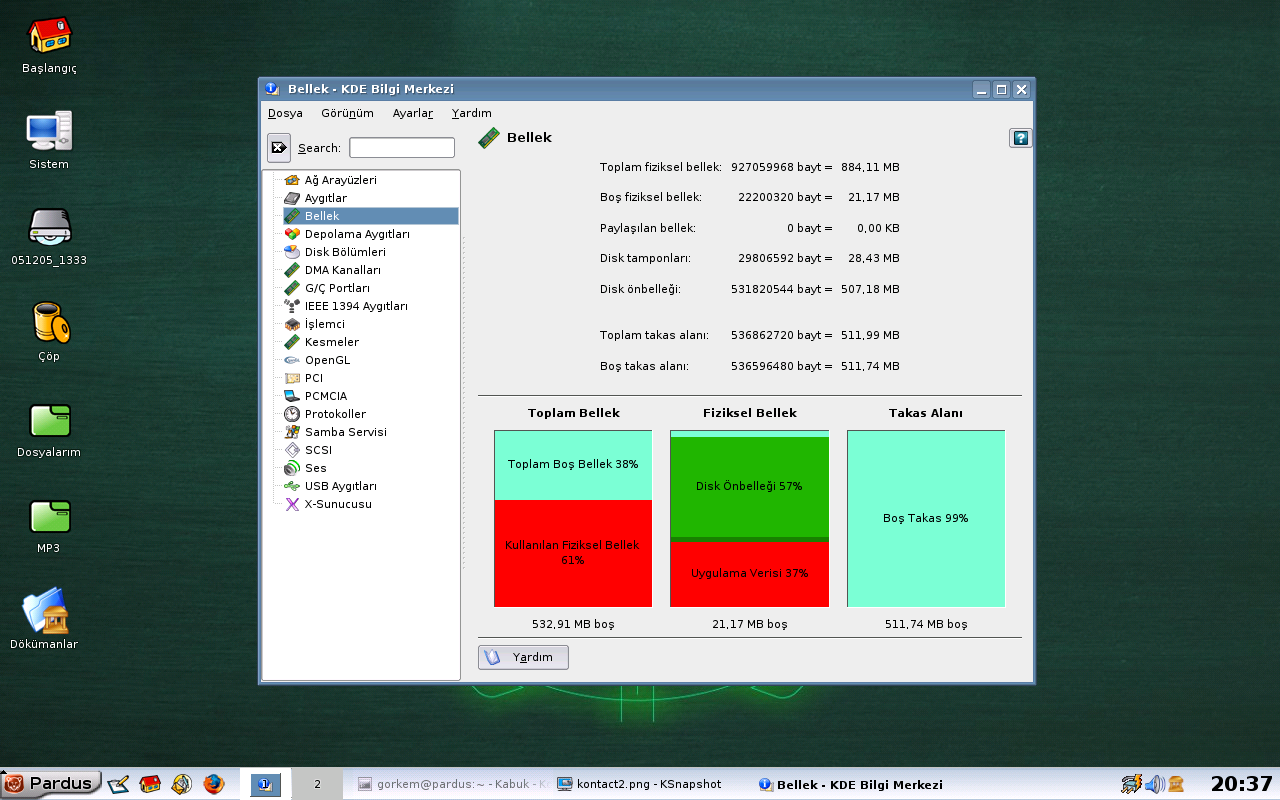 Başlangıç
Sistem
051205_1333
Çöp
Dosyalarım
MP3
Dökümanlar
Bellek - KDE Bilgi Merkezi
Dosya Görünüm Ayarlar Yardım
Search:
Ağ Arayüzleri
Aygıtlar
Bellek
Depolama Aygıtları
Disk Bölümleri
DMA Kanalları
G/Ç Portları
IEEE 1394 Aygıtları
İşlemci
Kesmeler
OpenGL
PCI
PCMCIA
Protokoller
Samba Servisi
SCSI
Ses
USB Aygıtları
X-Sunucusu
Bellek
Toplam fiziksel bellek: 927059968 bayt = 884,11 MB
Boş fiziksel bellek: 22200320 bayt = 21,17 MB
Paylaşılan bellek: 0 bayt = 0,00 KB
Disk tamponları: 29806592 bayt = 28,43 MB
Disk önbelleği: 531820544 bayt = 507,18 MB
Toplam takas alanı: 536862720 bayt = 511,99 MB
Boş takas alanı: 536596480 bayt = 511,74 MB
Toplam Bellek Fiziksel Bellek Takas Alanı
Toplam Boş Bellek 38%
Kullanılan Fiziksel Bellek
61%
Disk Önbelleği 57%
Uygulama Verisi 37%
Boş Takas 99%
532,91 MB boş 21,17 MB boş 511,74 MB boş
Yardım
Pardus 2 gorkem@pardus:~ - Kabuk - K kontact2.png - KSnapshot Bellek - KDE Bilgi Merkezi 20:37